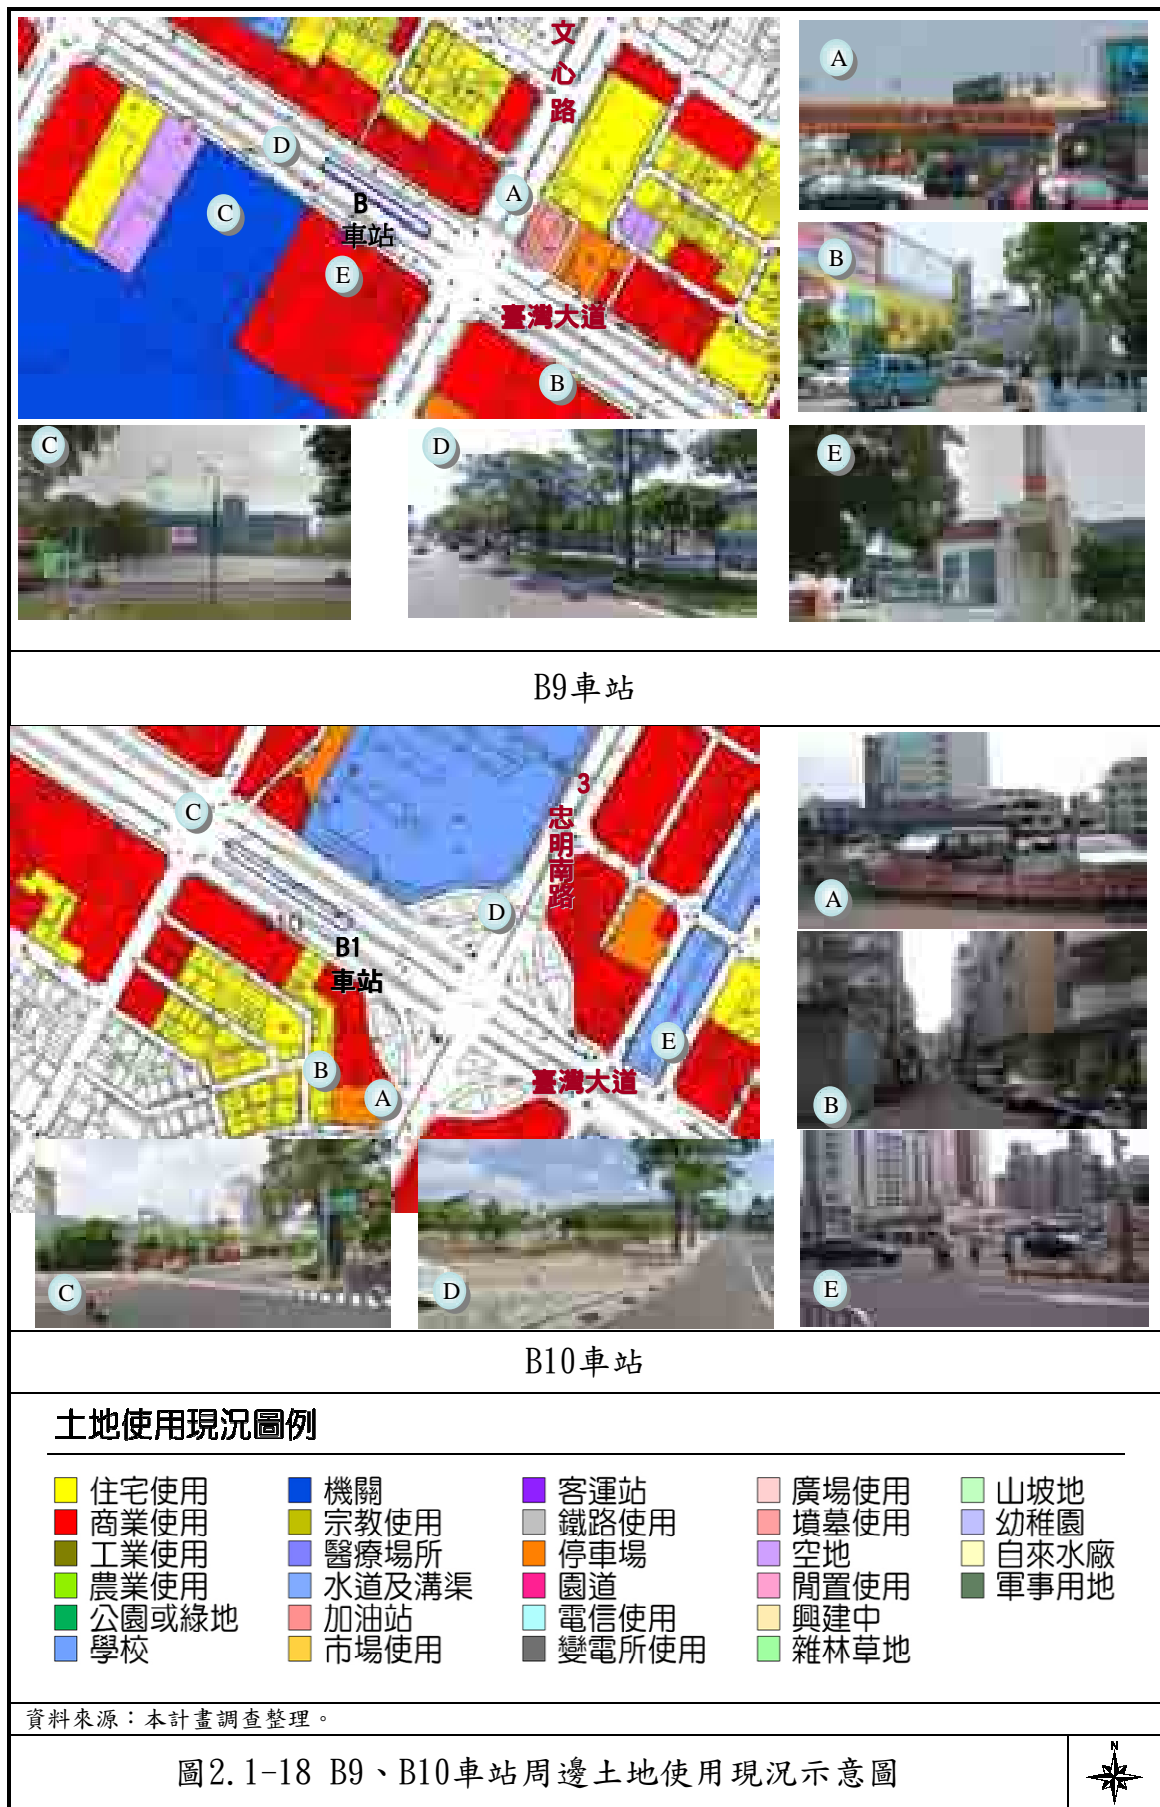 文心路
A
D
A
B
C
B
車站
E
臺灣大道
B
C
D
E
B9車站
3
忠明南路
C
A
D
B1
車站
E
B
臺灣大道
A
B
C
D
E
B10車站
土地使用現況圖例
住宅使用 機關 客運站 廣場使用 山坡地
商業使用 宗教使用 鐵路使用 墳墓使用 幼稚園
工業使用 醫療場所 停車場 空地 自來水廠
農業使用 水道及溝渠 園道 閒置使用 軍事用地
公園或綠地 加油站 電信使用 興建中
學校 市場使用 變電所使用 雜林草地
資料來源：本計畫調查整理。
圖2.1-18 B9、B10車站周邊土地使用現況示意圖
N